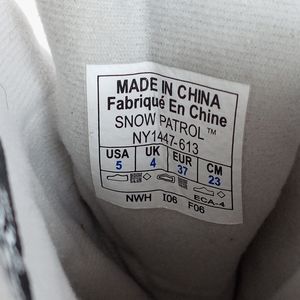 MADE IN CHINA
Fabriqué En Chine
SNOW PATROL™
NY1447-613
USA UK EUR CM
5 4 37 23
ECA-4
NWH I06 F06